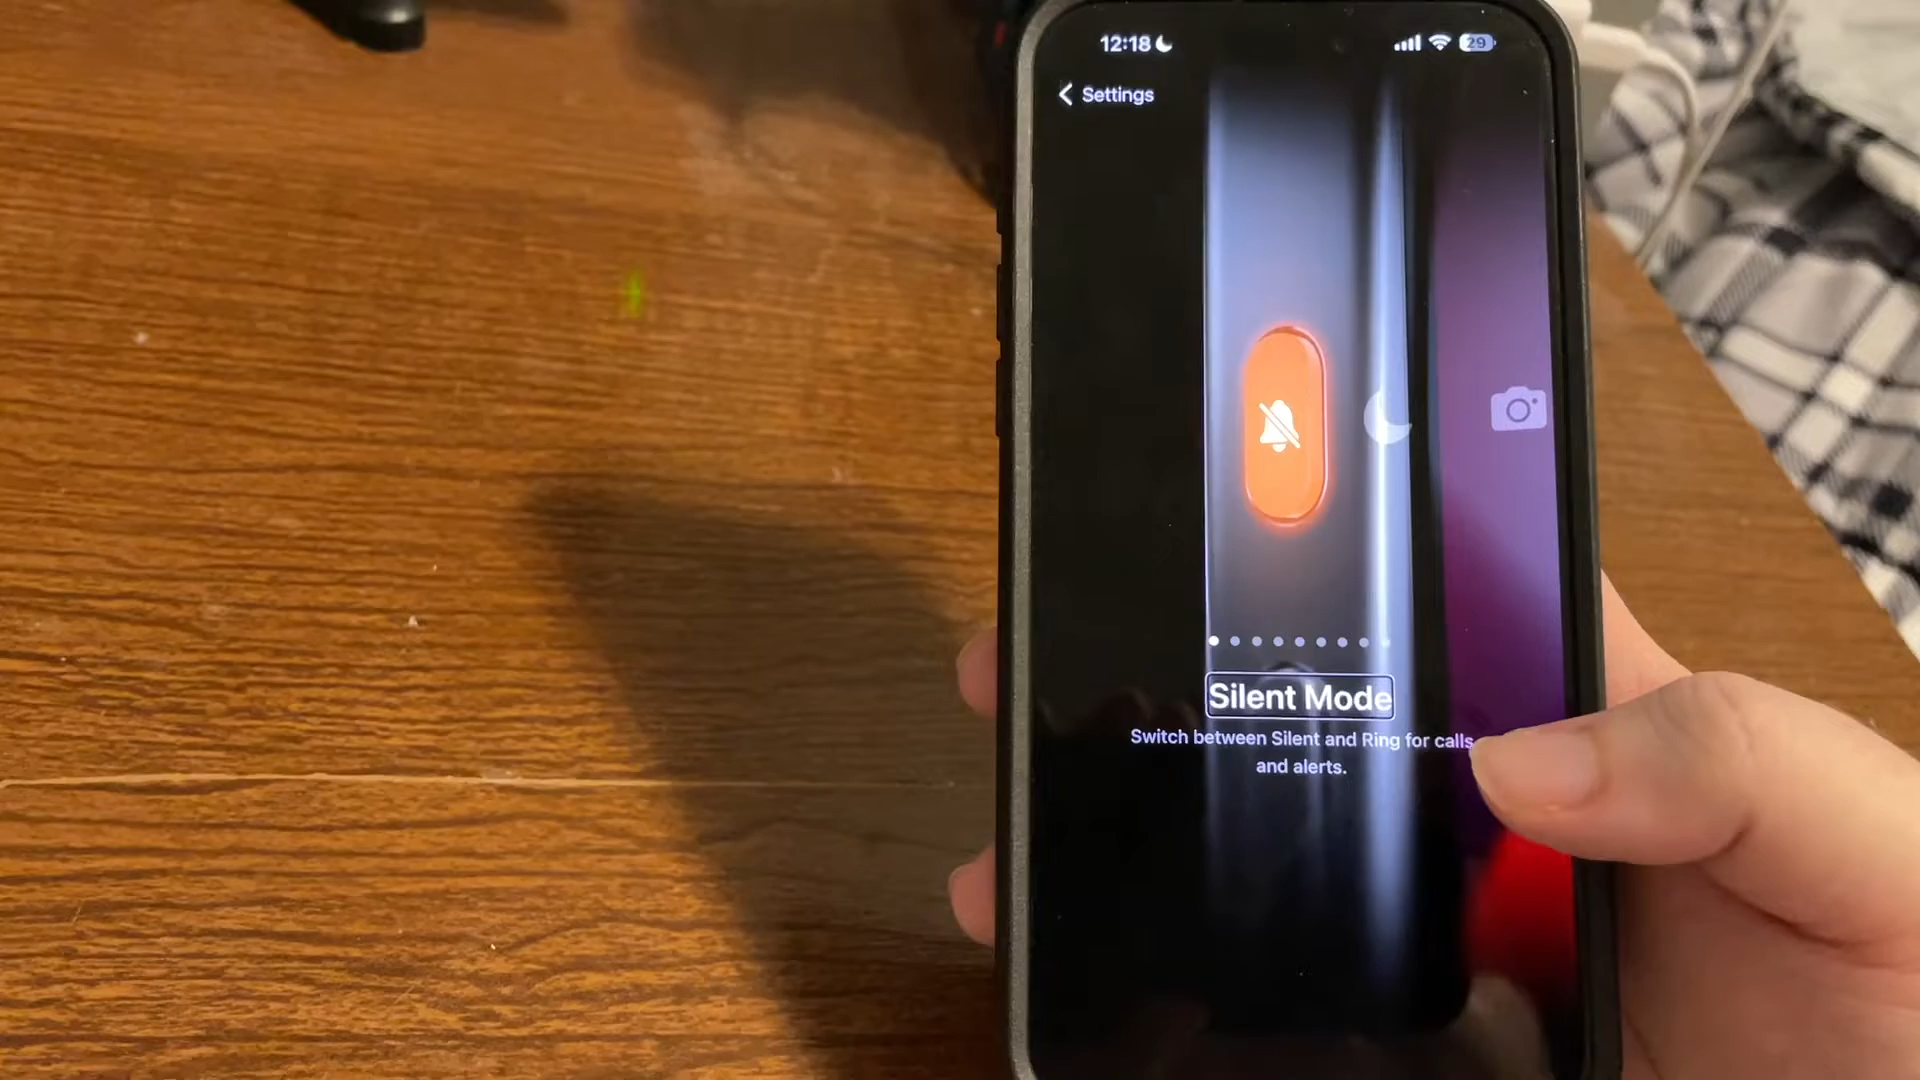 12:18
29
Settings
Silent Mode
Switch between Silent and Ring for calls
and alerts.